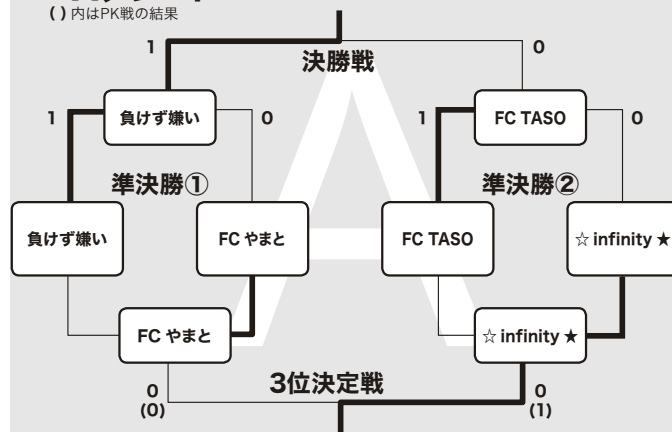 ( ) 内はPK戦の結果
1
0
決勝戦
1
負けず嫌い
0
1
FC TASO
0
準決勝①
準決勝②
負けず嫌い
FC やまと
FC TASO
☆ infinity ★
FC やまと
☆ infinity ★
0
(0)
3位決定戦
0
(1)
A